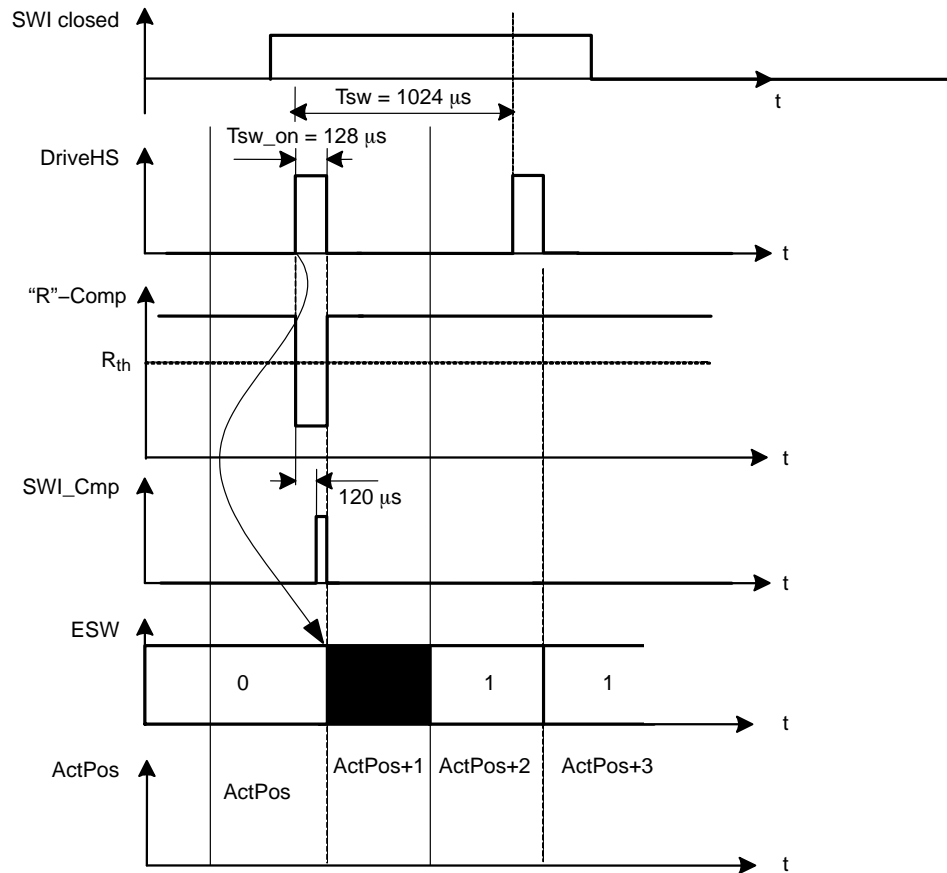 SWI closed
t
Tsw = 1024 μs
Tsw_on = 128 μs
DriveHS
t
“R”−Comp
Rth
t
SWI_Cmp
120 μs
t
ESW
0
1
1
t
ActPos
ActPos
ActPos+1
ActPos+2
ActPos+3
t